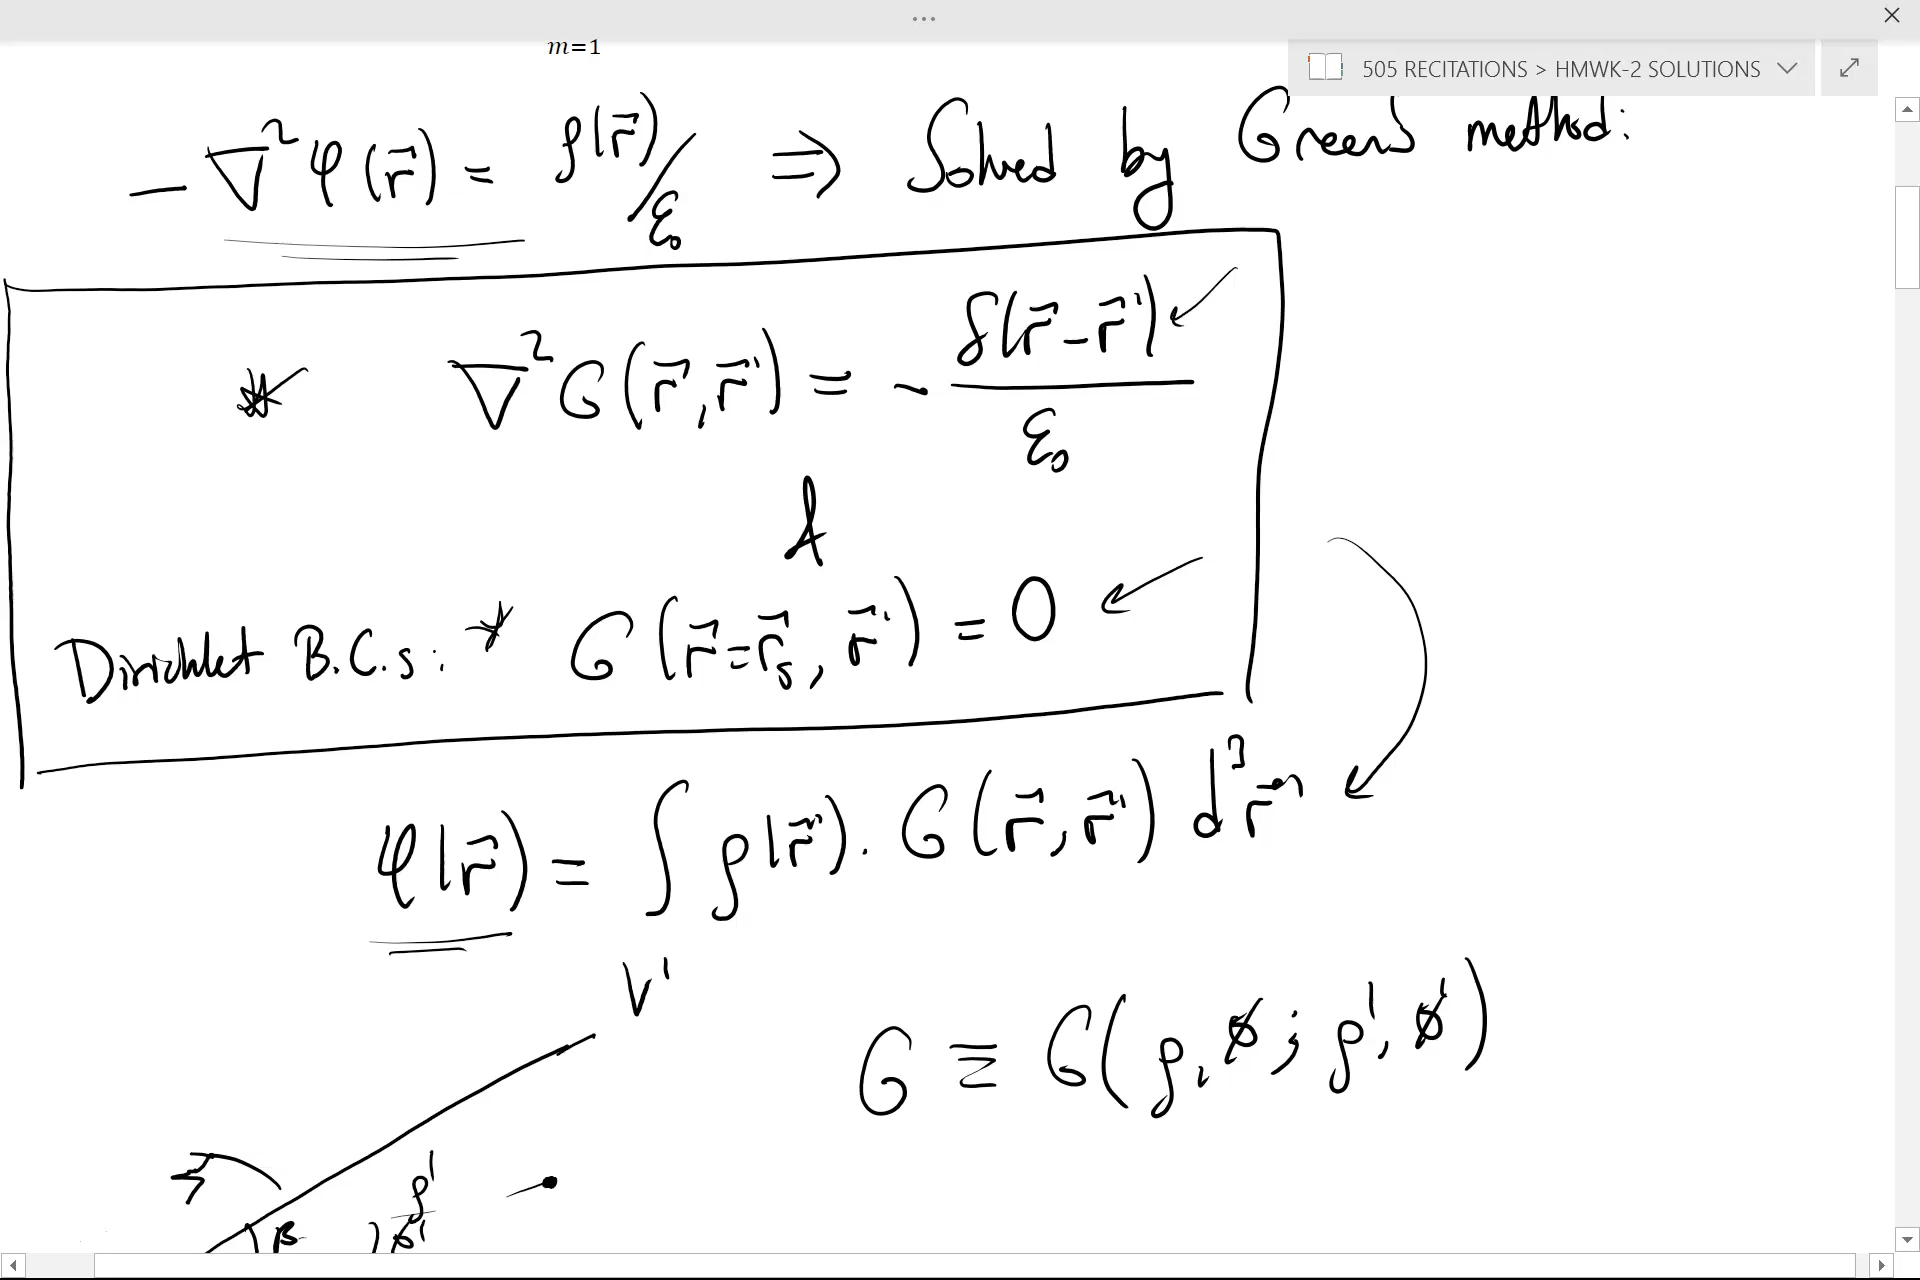 m=1
505 RECITATIONS > HMWK-2 SOLUTIONS
-∇²φ(r⃗) = ρ(r⃗)/ε₀ ⇒ Solved by Green's method:
* ∇²G(r⃗,r⃗') = - δ(r⃗-r⃗')/ε₀
&
Dirichlet B.C.s: * G(r⃗=r⃗s, r⃗') = 0
φ(r⃗) = ∫ ρ(r⃗'). G(r⃗,r⃗') d³r⃗'
V'
G ≡ G(ρ,φ; ρ',φ')
ρ'
β φ'